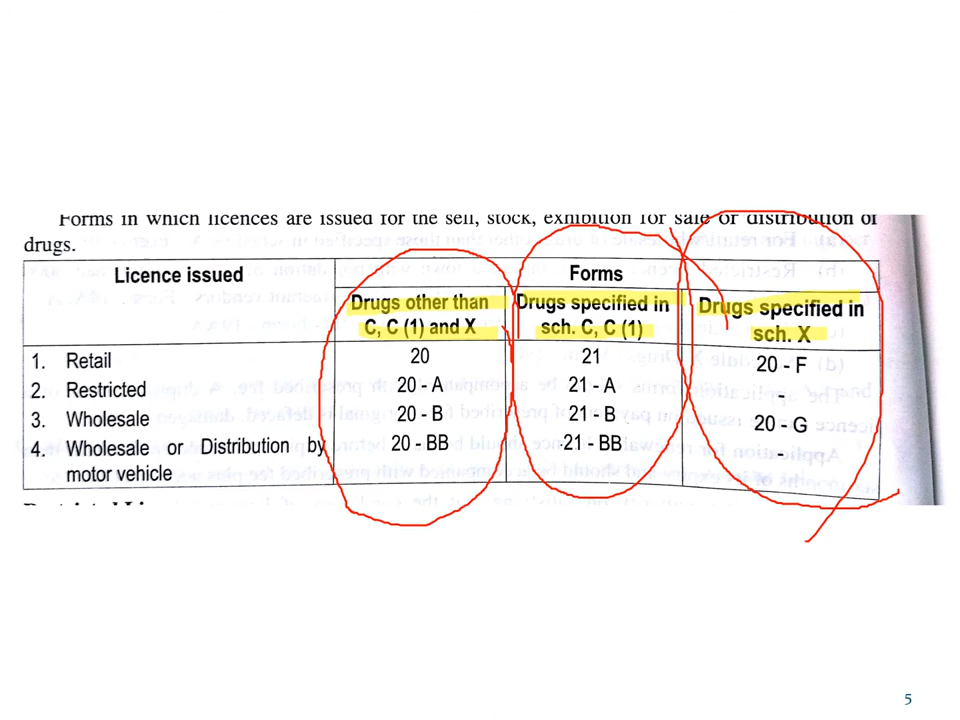 Forms in which licences are issued for the sell, stock, exhibition for sale or distribution of
drugs.
Licence issued Forms
Drugs other than C, C (1) and X Drugs specified in sch. C, C (1) Drugs specified in sch. X
1. Retail 20 21 20 - F
2. Restricted 20 - A 21 - A -
3. Wholesale 20 - B 21 - B 20 - G
4. Wholesale or Distribution by 20 - BB 21 - BB -
motor vehicle
5